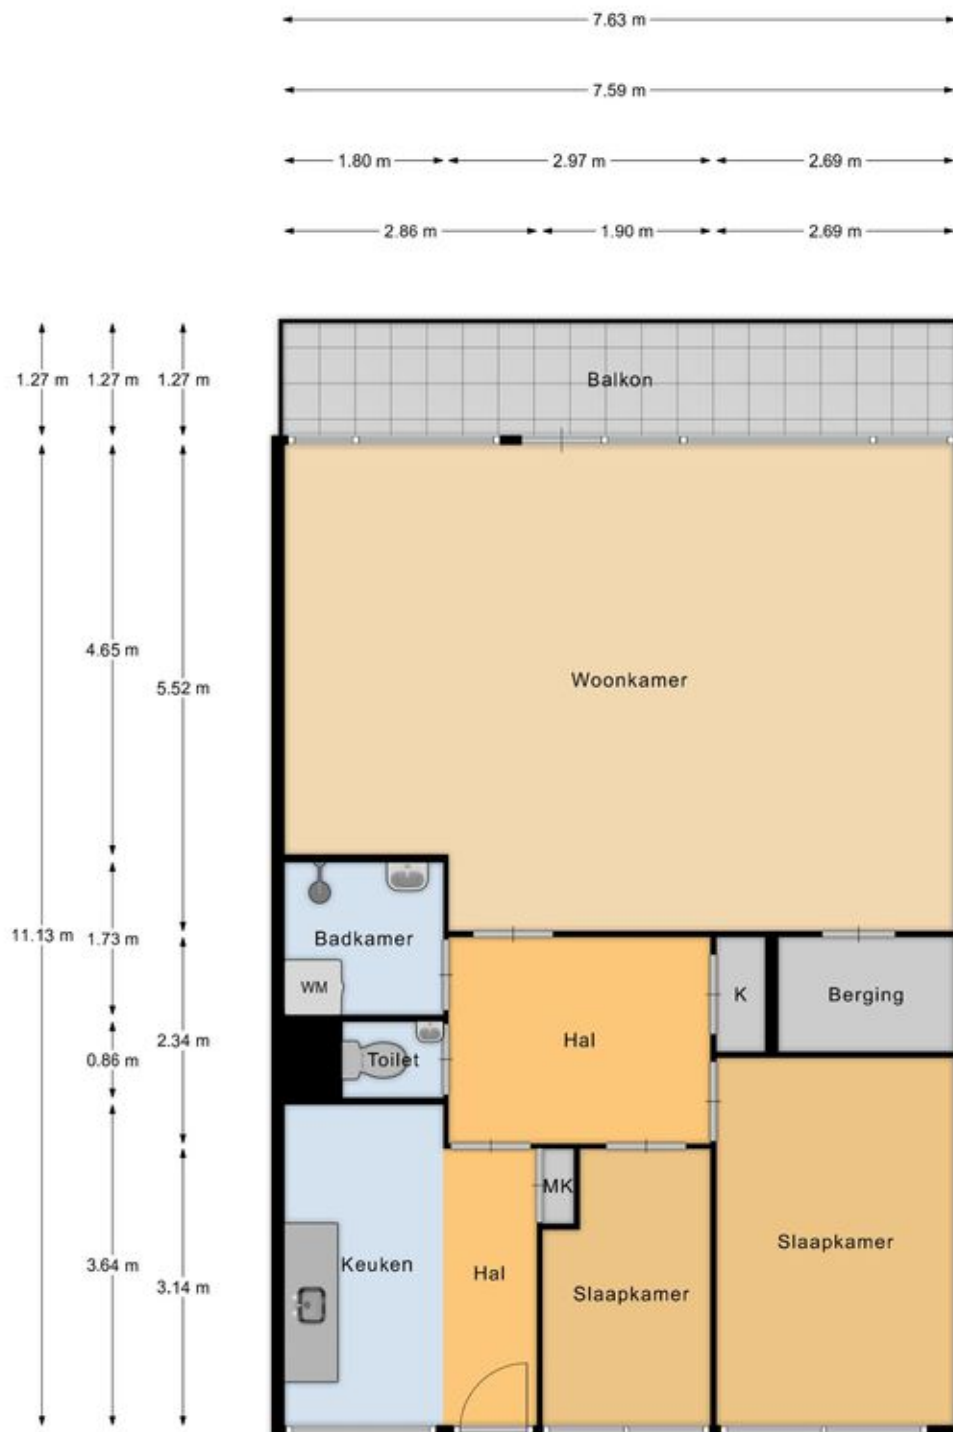 7.63 m
7.59 m
1.80 m 2.97 m 2.69 m
2.86 m 1.90 m 2.69 m
1.27 m 1.27 m 1.27 m
Balkon
4.65 m
5.52 m
Woonkamer
11.13 m 1.73 m
Badkamer
WM
K
Berging
0.86 m
2.34 m
Toilet
Hal
MK
3.64 m
3.14 m
Keuken
Hal
Slaapkamer
Slaapkamer